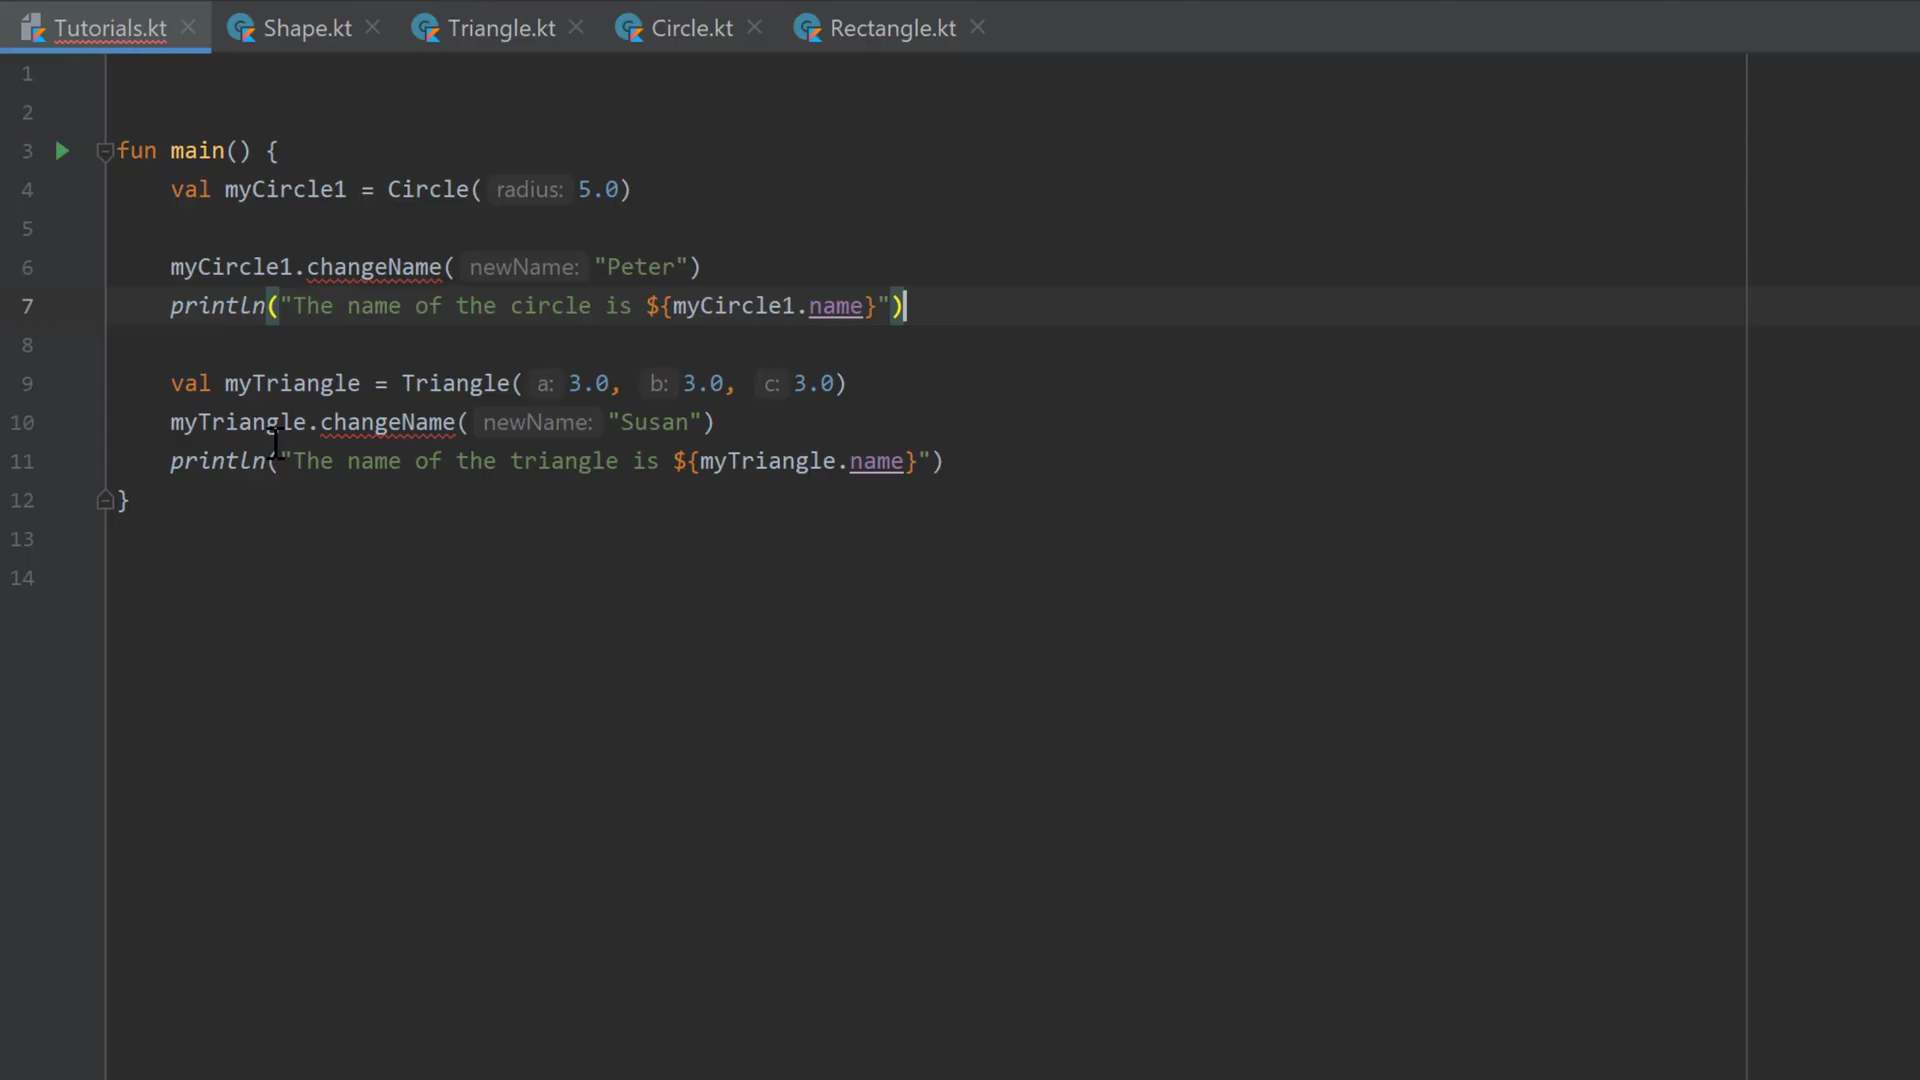 Tutorials.kt Shape.kt Triangle.kt Circle.kt Rectangle.kt
1
2
3 fun main() {
4 val myCircle1 = Circle( radius: 5.0)
5
6 myCircle1.changeName( newName: "Peter")
7 println("The name of the circle is ${myCircle1.name}")
8
9 val myTriangle = Triangle( a: 3.0, b: 3.0, c: 3.0)
10 myTriangle.changeName( newName: "Susan")
11 println("The name of the triangle is ${myTriangle.name}")
12 }
13
14